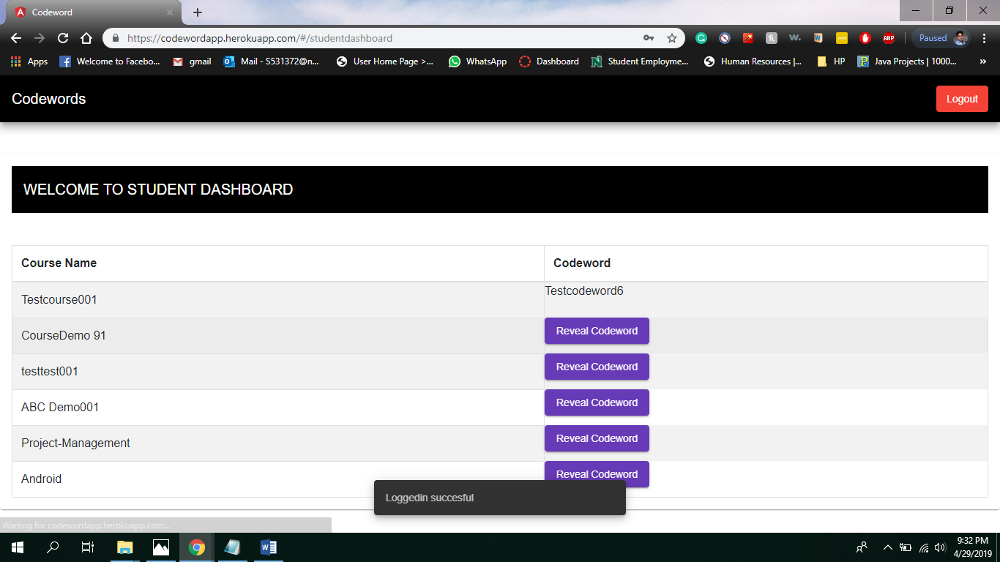 Codeword
https://codewordapp.herokuapp.com/#/studentdashboard
Paused
Apps
Welcome to Facebo...
gmail
Mail - S531372@n...
User Home Page >...
WhatsApp
Dashboard
Student Employme...
Human Resources |...
HP
Java Projects | 1000...
»
Codewords
Logout
WELCOME TO STUDENT DASHBOARD
Course Name Codeword
Testcourse001 Testcodeword6
CourseDemo 91 Reveal Codeword
testtest001 Reveal Codeword
ABC Demo001 Reveal Codeword
Project-Management Reveal Codeword
Android Reveal Codeword
Loggedin succesful
Waiting for codewordapp.herokuapp.com...
9:32 PM
4/29/2019